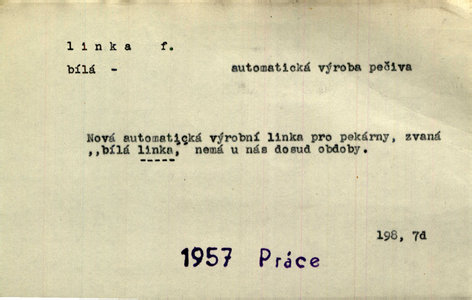 linka f.
bílá - automatická výroba pečiva
Nová automatická výrobní linka pro pekárny, zvaná
,,bílá linka,,  nemá u nás dosud obdoby.
198, 7d
1957 Práce